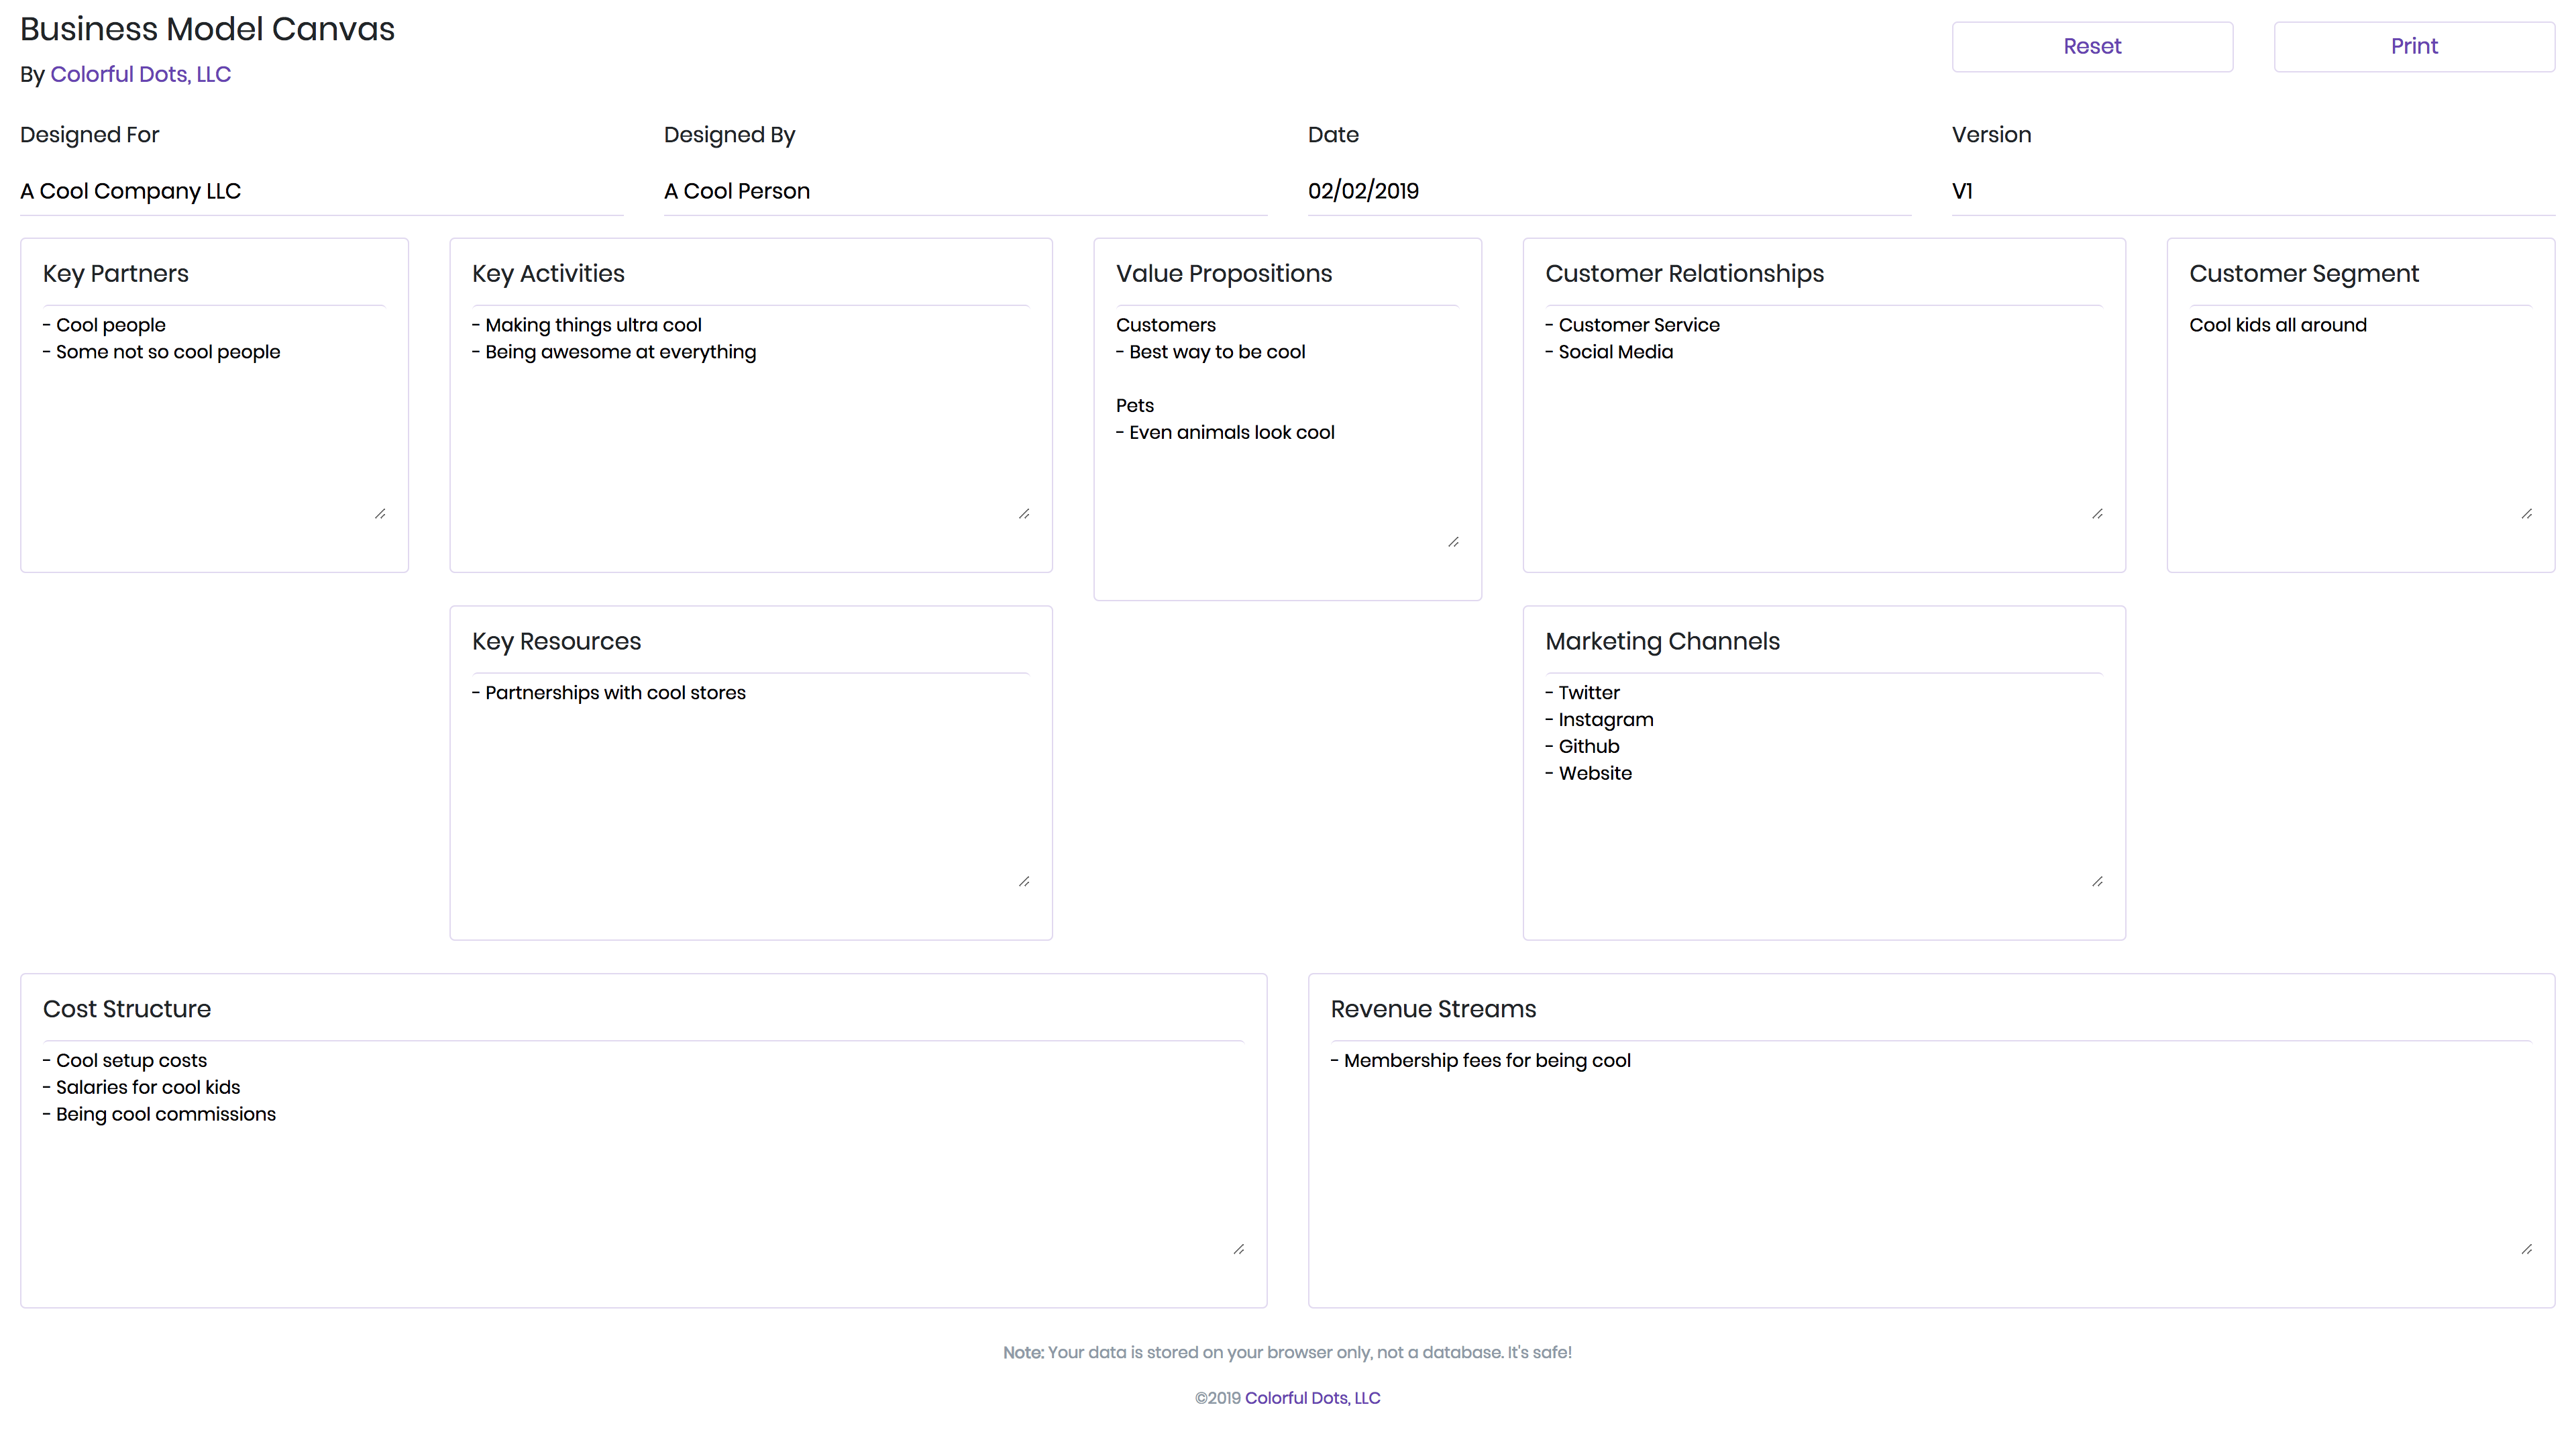 Business Model Canvas
By Colorful Dots, LLC
Reset
Print
Designed For
A Cool Company LLC
Designed By
A Cool Person
Date
02/02/2019
Version
V1
Key Partners
- Cool people
- Some not so cool people
Key Activities
- Making things ultra cool
- Being awesome at everything
Value Propositions
Customers
- Best way to be cool
Pets
- Even animals look cool
Customer Relationships
- Customer Service
- Social Media
Customer Segment
Cool kids all around
Key Resources
- Partnerships with cool stores
Marketing Channels
- Twitter
- Instagram
- Github
- Website
Cost Structure
- Cool setup costs
- Salaries for cool kids
- Being cool commissions
Revenue Streams
- Membership fees for being cool
Note: Your data is stored on your browser only, not a database. It's safe!
©2019 Colorful Dots, LLC